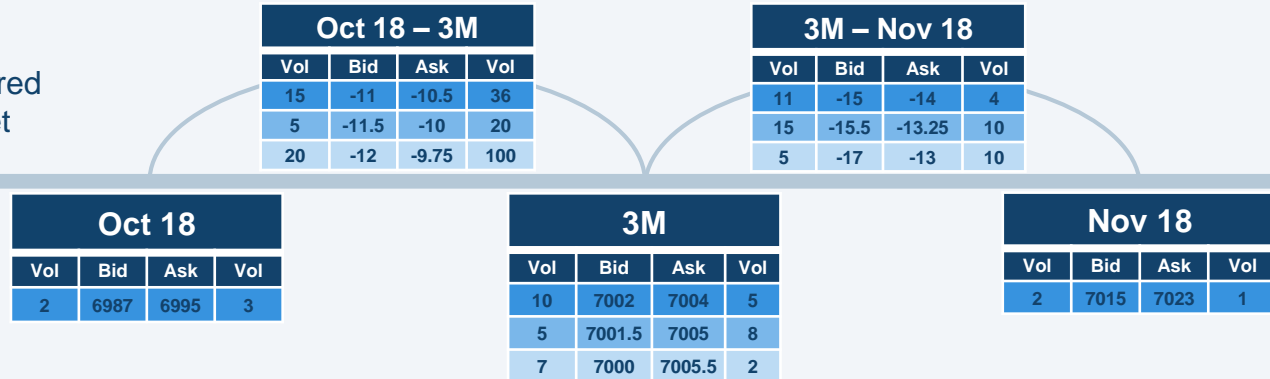 red
et
Oct 18 – 3M
Vol Bid Ask Vol
15 -11 -10.5 36
5 -11.5 -10 20
20 -12 -9.75 100
3M – Nov 18
Vol Bid Ask Vol
11 -15 -14 4
15 -15.5 -13.25 10
5 -17 -13 10
Oct 18
Vol Bid Ask Vol
2 6987 6995 3
3M
Vol Bid Ask Vol
10 7002 7004 5
5 7001.5 7005 8
7 7000 7005.5 2
Nov 18
Vol Bid Ask Vol
2 7015 7023 1